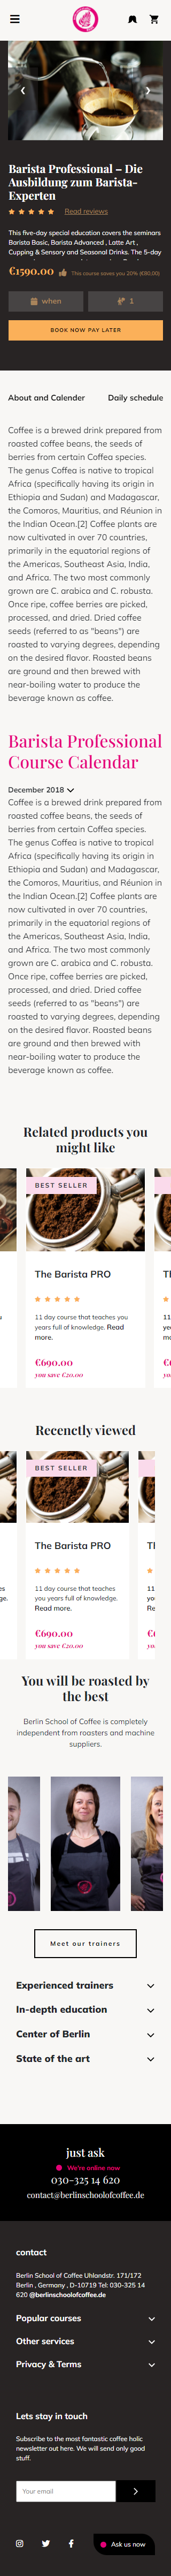 Barista Professional – Die
Ausbildung zum Barista-
Experten
Read reviews
This five-day special education covers the seminars
Barista Basic, Barista Advanced , Latte Art ,
Cupping & Sensory and Seasonal Drinks. The 5-day
€1590.00 This course saves you 20% (€80.00)
when 1
BOOK NOW PAY LATER
About and Calender Daily schedule
Coffee is a brewed drink prepared from
roasted coffee beans, the seeds of
berries from certain Coffea species.
The genus Coffea is native to tropical
Africa (specifically having its origin in
Ethiopia and Sudan) and Madagascar,
the Comoros, Mauritius, and Réunion in
the Indian Ocean.[2] Coffee plants are
now cultivated in over 70 countries,
primarily in the equatorial regions of
the Americas, Southeast Asia, India,
and Africa. The two most commonly
grown are C. arabica and C. robusta.
Once ripe, coffee berries are picked,
processed, and dried. Dried coffee
seeds (referred to as "beans") are
roasted to varying degrees, depending
on the desired flavor. Roasted beans
are ground and then brewed with
near-boiling water to produce the
beverage known as coffee.
Barista Professional
Course Calendar
December 2018
Coffee is a brewed drink prepared from
roasted coffee beans, the seeds of
berries from certain Coffea species.
The genus Coffea is native to tropical
Africa (specifically having its origin in
Ethiopia and Sudan) and Madagascar,
the Comoros, Mauritius, and Réunion in
the Indian Ocean.[2] Coffee plants are
now cultivated in over 70 countries,
primarily in the equatorial regions of
the Americas, Southeast Asia, India,
and Africa. The two most commonly
grown are C. arabica and C. robusta.
Once ripe, coffee berries are picked,
processed, and dried. Dried coffee
seeds (referred to as "beans") are
roasted to varying degrees, depending
on the desired flavor. Roasted beans
are ground and then brewed with
near-boiling water to produce the
beverage known as coffee.
Related products you
might like
BEST SELLER
The Barista PRO
11 day course that teaches you
years full of knowledge. Read
more.
€690.00
you save €20.00
Recenctly viewed
BEST SELLER
The Barista PRO
11 day course that teaches
you years full of knowledge.
Read more.
€690.00
you save €20.00
You will be roasted by
the best
Berlin School of Coffee is completely
independent from roasters and machine
suppliers.
Meet our trainers
Experienced trainers
In-depth education
Center of Berlin
State of the art
just ask
We're online now
030–325 14 620
contact@berlinschoolofcoffee.de
contact
Berlin School of Coffee Uhlandstr. 171/172
Berlin , Germany , D-10719 Tel: 030-325 14
620 @berlinschoolofcoffee.de
Popular courses
Other services
Privacy & Terms
Lets stay in touch
Subscribe to the most fantastic coffee holic
newsletter out here. We will send only good
stuff.
Your email
Ask us now